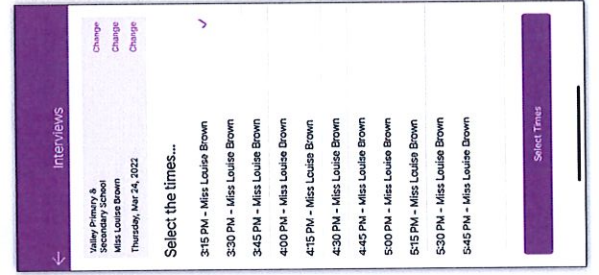 Interviews
Valley Primary &
Secondary School
Change
Miss Louise Brown
Change
Thursday, Mar 24, 2022
Change
Select the times...
3:15 PM – Miss Louise Brown
3:30 PM – Miss Louise Brown
3:45 PM – Miss Louise Brown
4:00 PM – Miss Louise Brown
4:15 PM – Miss Louise Brown
4:30 PM – Miss Louise Brown
4:45 PM – Miss Louise Brown
5:00 PM – Miss Louise Brown
5:15 PM – Miss Louise Brown
5:30 PM – Miss Louise Brown
5:45 PM – Miss Louise Brown
Select Times